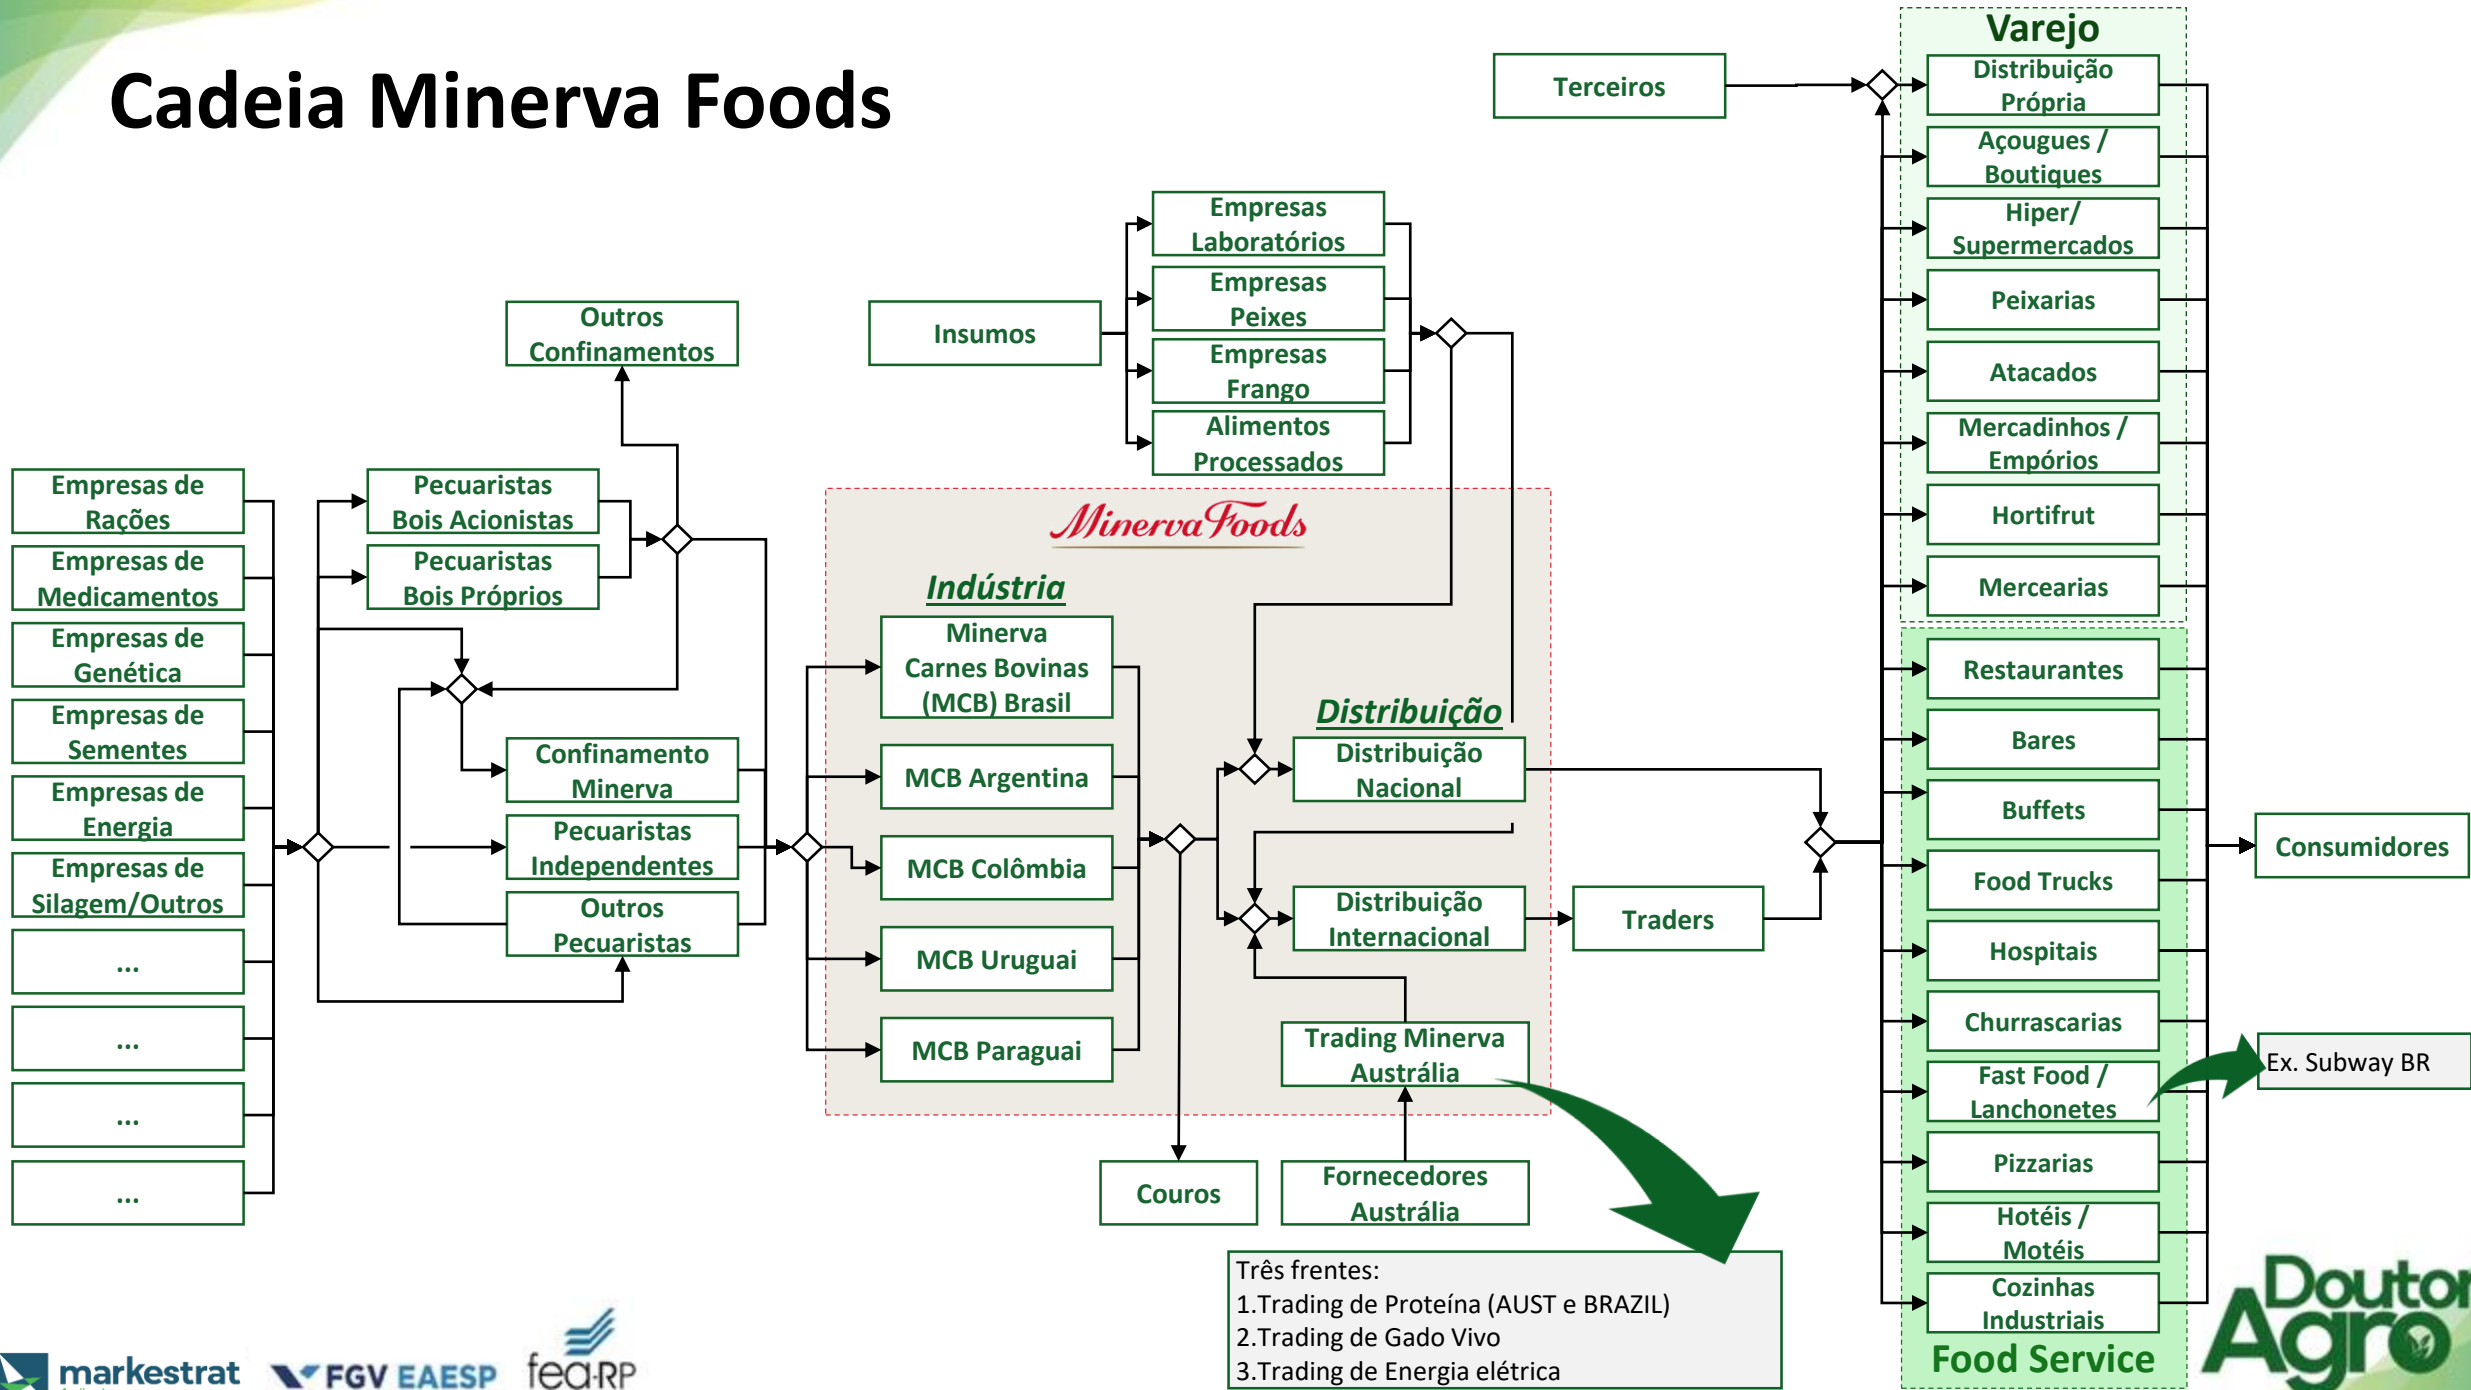 Cadeia Minerva Foods
Empresas de
Rações
Empresas de
Medicamentos
Empresas de
Genética
Empresas de
Sementes
Empresas de
Energia
Empresas de
Silagem/Outros
...
...
...
...
Outros
Confinamentos
Pecuaristas
Bois Acionistas
Pecuaristas
Bois Próprios
Confinamento
Minerva
Pecuaristas
Independentes
Outros
Pecuaristas
Insumos
Empresas
Laboratórios
Empresas
Peixes
Empresas
Frango
Alimentos
Processados
Minerva Foods
Indústria
Minerva
Carnes Bovinas
(MCB) Brasil
MCB Argentina
MCB Colômbia
MCB Uruguai
MCB Paraguai
Distribuição
Distribuição
Nacional
Distribuição
Internacional
Trading Minerva
Austrália
Couros
Fornecedores
Austrália
Três frentes:
1.Trading de Proteína (AUST e BRAZIL)
2.Trading de Gado Vivo
3.Trading de Energia elétrica
Traders
Terceiros
Varejo
Distribuição
Própria
Açougues /
Boutiques
Hiper/
Supermercados
Peixarias
Atacados
Mercadinhos /
Empórios
Hortifrut
Mercearias
Restaurantes
Bares
Buffets
Food Trucks
Hospitais
Churrascarias
Fast Food /
Lanchonetes
Pizzarias
Hotéis /
Motéis
Cozinhas
Industriais
Food Service
Consumidores
Ex. Subway BR
markestrat
FGV EAESP
fea-RP
Doutor
Agro